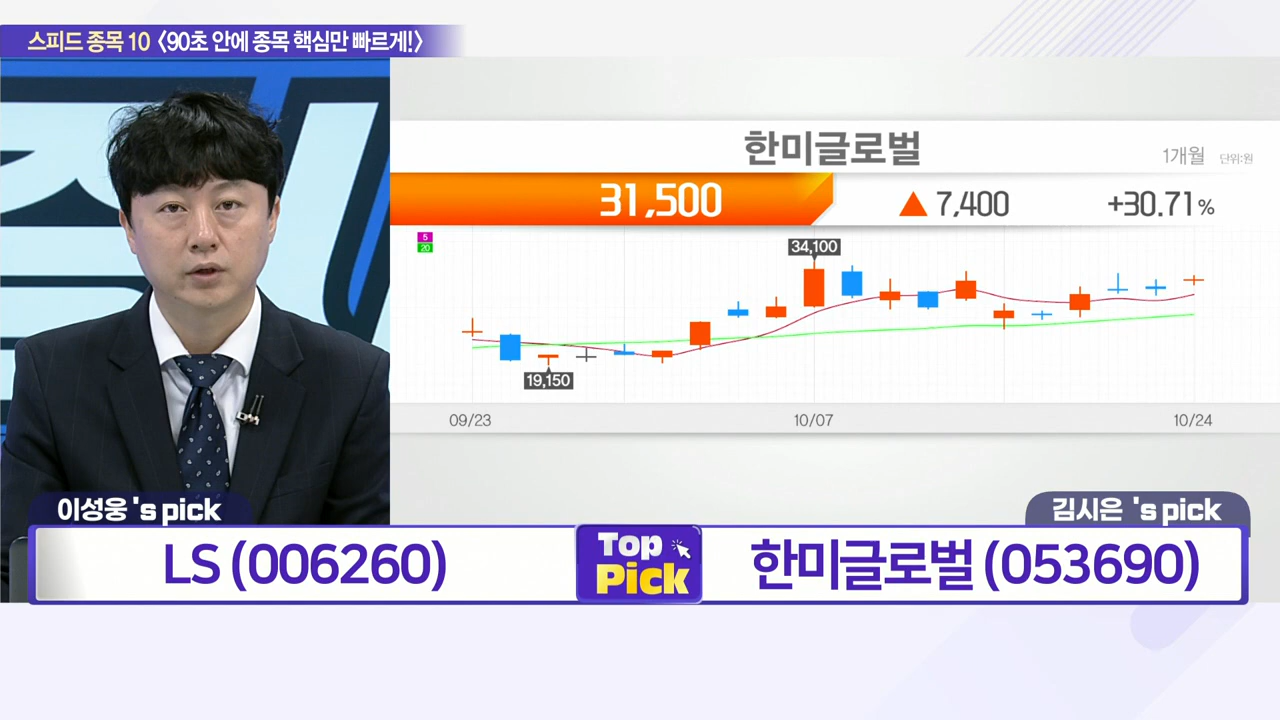 스피드 종목 10 〈90초 안에 종목 핵심만 빠르게!〉
한미글로벌
1개월 단위:원
31,500 ▲ 7,400 +30.71%
5
20
34,100
19,150
09/23 10/07 10/24
이성웅 's pick
김시은 's pick
LS (006260)
Top Pick
한미글로벌 (053690)